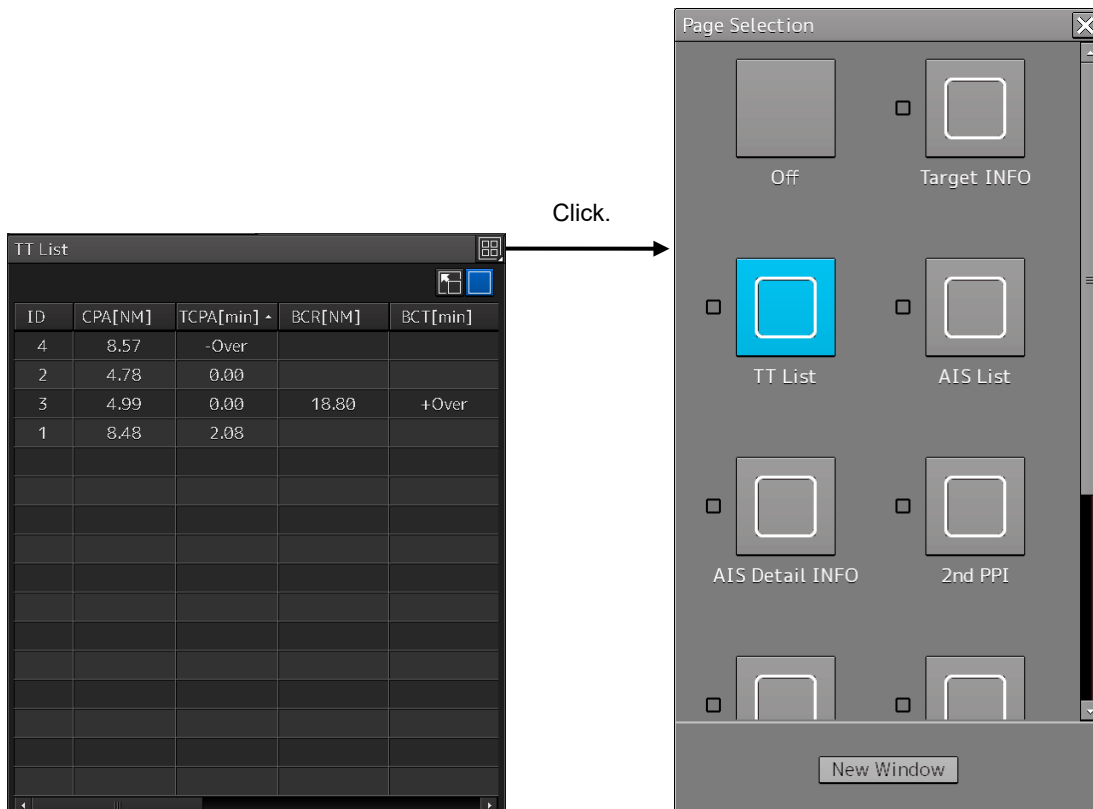 Page Selection
Off
Target INFO
Click.
TT List
ID CPA[NM] TCPA[min] BCR[NM] BCT[min]
4 8.57 -Over
2 4.78 0.00
3 4.99 0.00 18.80 +Over
1 8.48 2.08
TT List
AIS List
AIS Detail INFO
2nd PPI
New Window